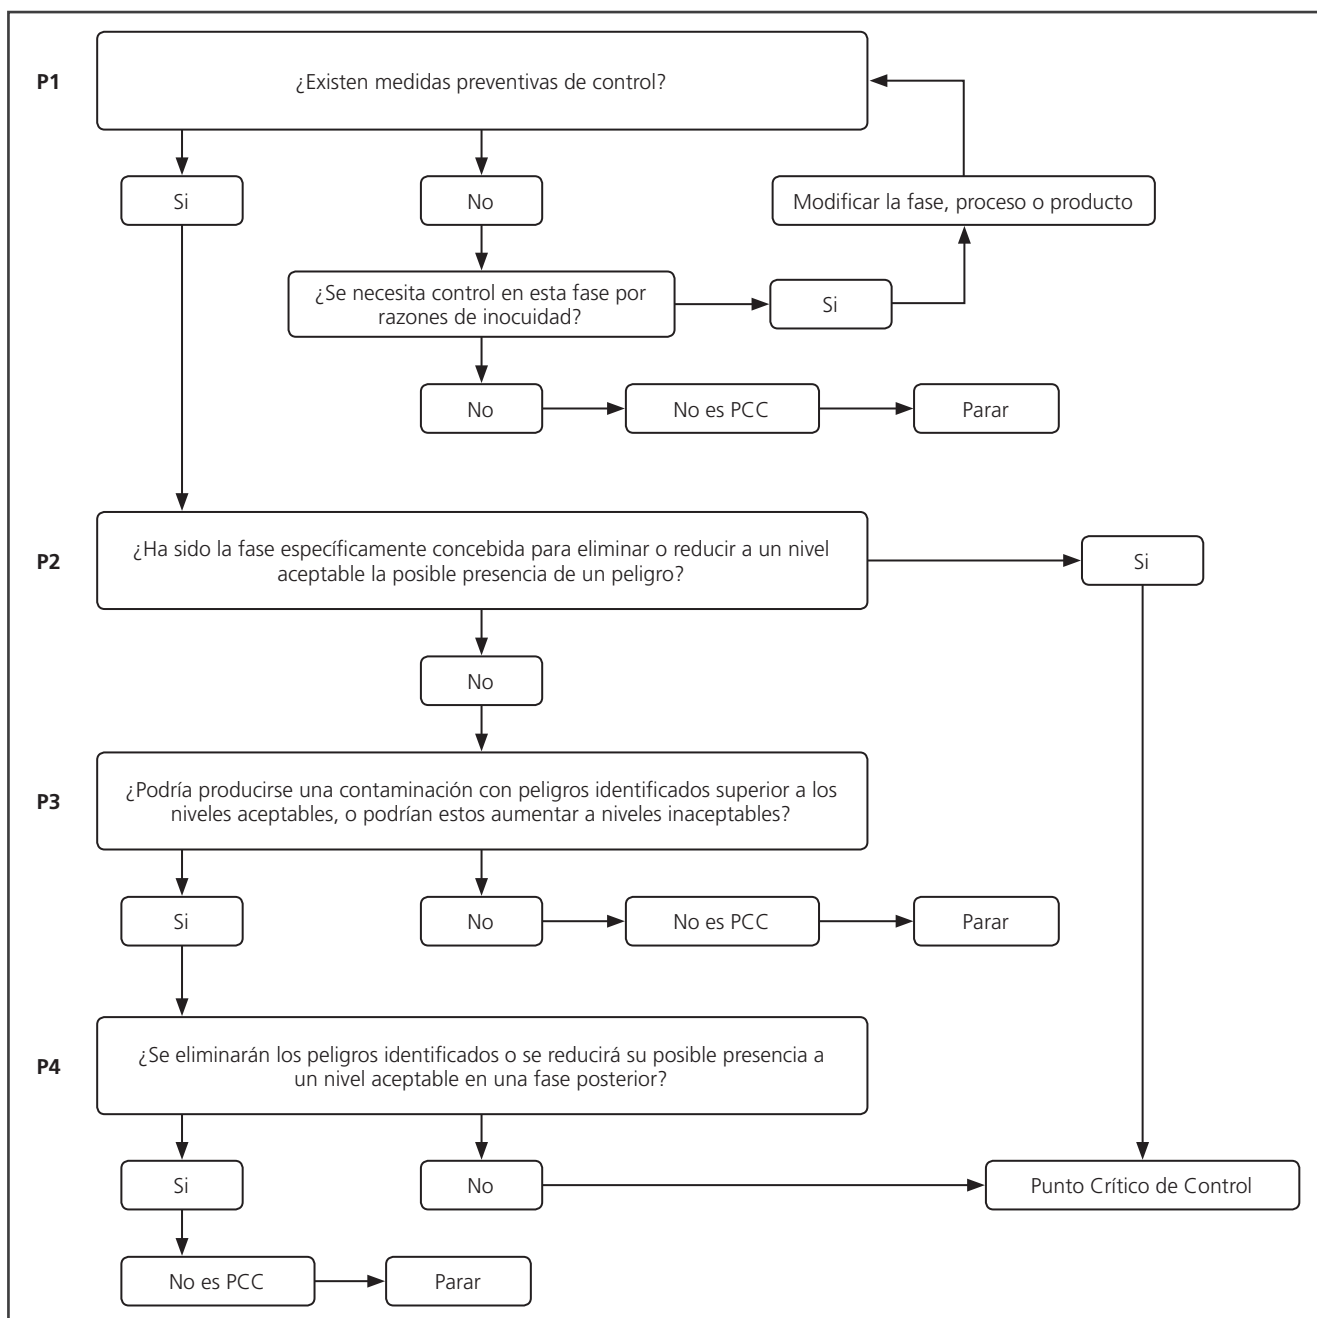 P1
¿Existen medidas preventivas de control?
Si
No
Modificar la fase, proceso o producto
¿Se necesita control en esta fase por
razones de inocuidad?
Si
No
No es PCC
Parar
P2
¿Ha sido la fase específicamente concebida para eliminar o reducir a un nivel
aceptable la posible presencia de un peligro?
Si
No
P3
¿Podría producirse una contaminación con peligros identificados superior a los
niveles aceptables, o podrían estos aumentar a niveles inaceptables?
Si
No
No es PCC
Parar
P4
¿Se eliminarán los peligros identificados o se reducirá su posible presencia a
un nivel aceptable en una fase posterior?
Si
No
Punto Crítico de Control
No es PCC
Parar